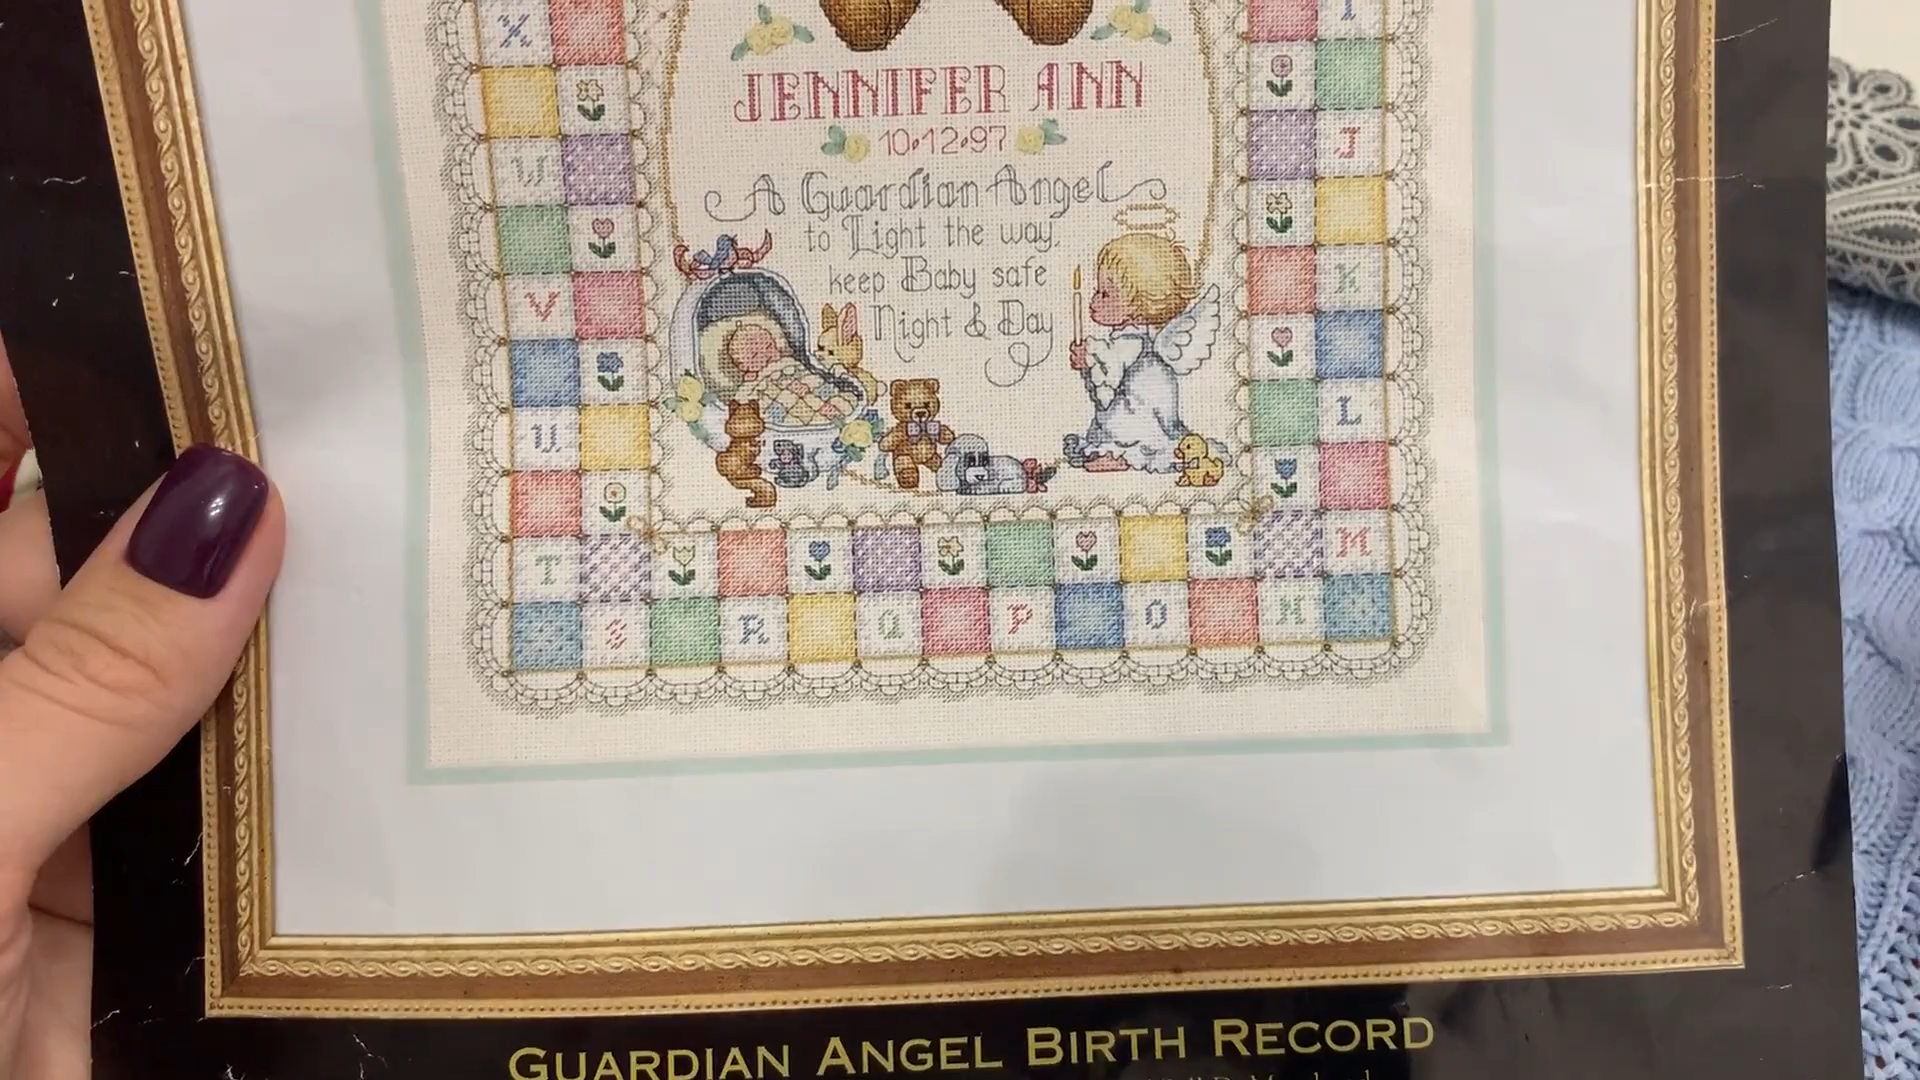 X
I
JENNIFER ANN
10·12·97
J
W
A Guardian Angel
to Light the way,
keep Baby safe
K
V
Night & Day
L
U
T
M
S R Q P O N
GUARDIAN ANGEL BIRTH RECORD